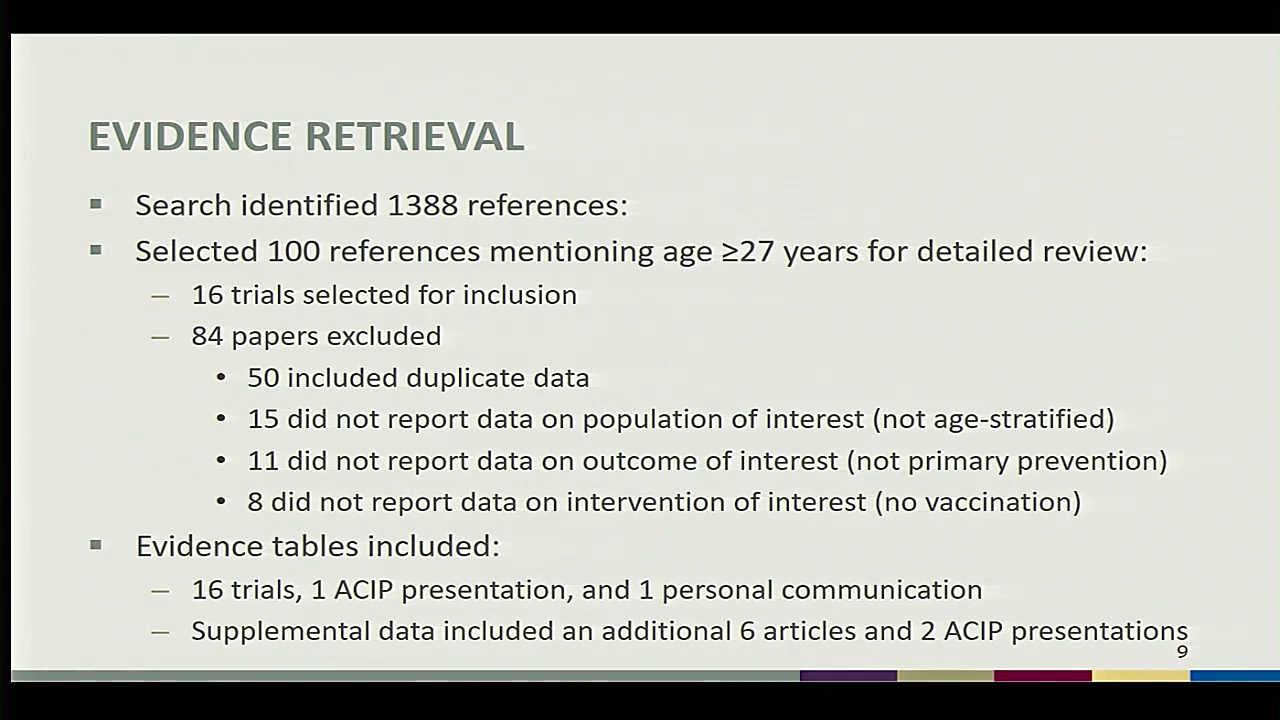 EVIDENCE RETRIEVAL
▪ Search identified 1388 references:
▪ Selected 100 references mentioning age ≥27 years for detailed review:
– 16 trials selected for inclusion
– 84 papers excluded
• 50 included duplicate data
• 15 did not report data on population of interest (not age-stratified)
• 11 did not report data on outcome of interest (not primary prevention)
• 8 did not report data on intervention of interest (no vaccination)
▪ Evidence tables included:
– 16 trials, 1 ACIP presentation, and 1 personal communication
– Supplemental data included an additional 6 articles and 2 ACIP presentations
9